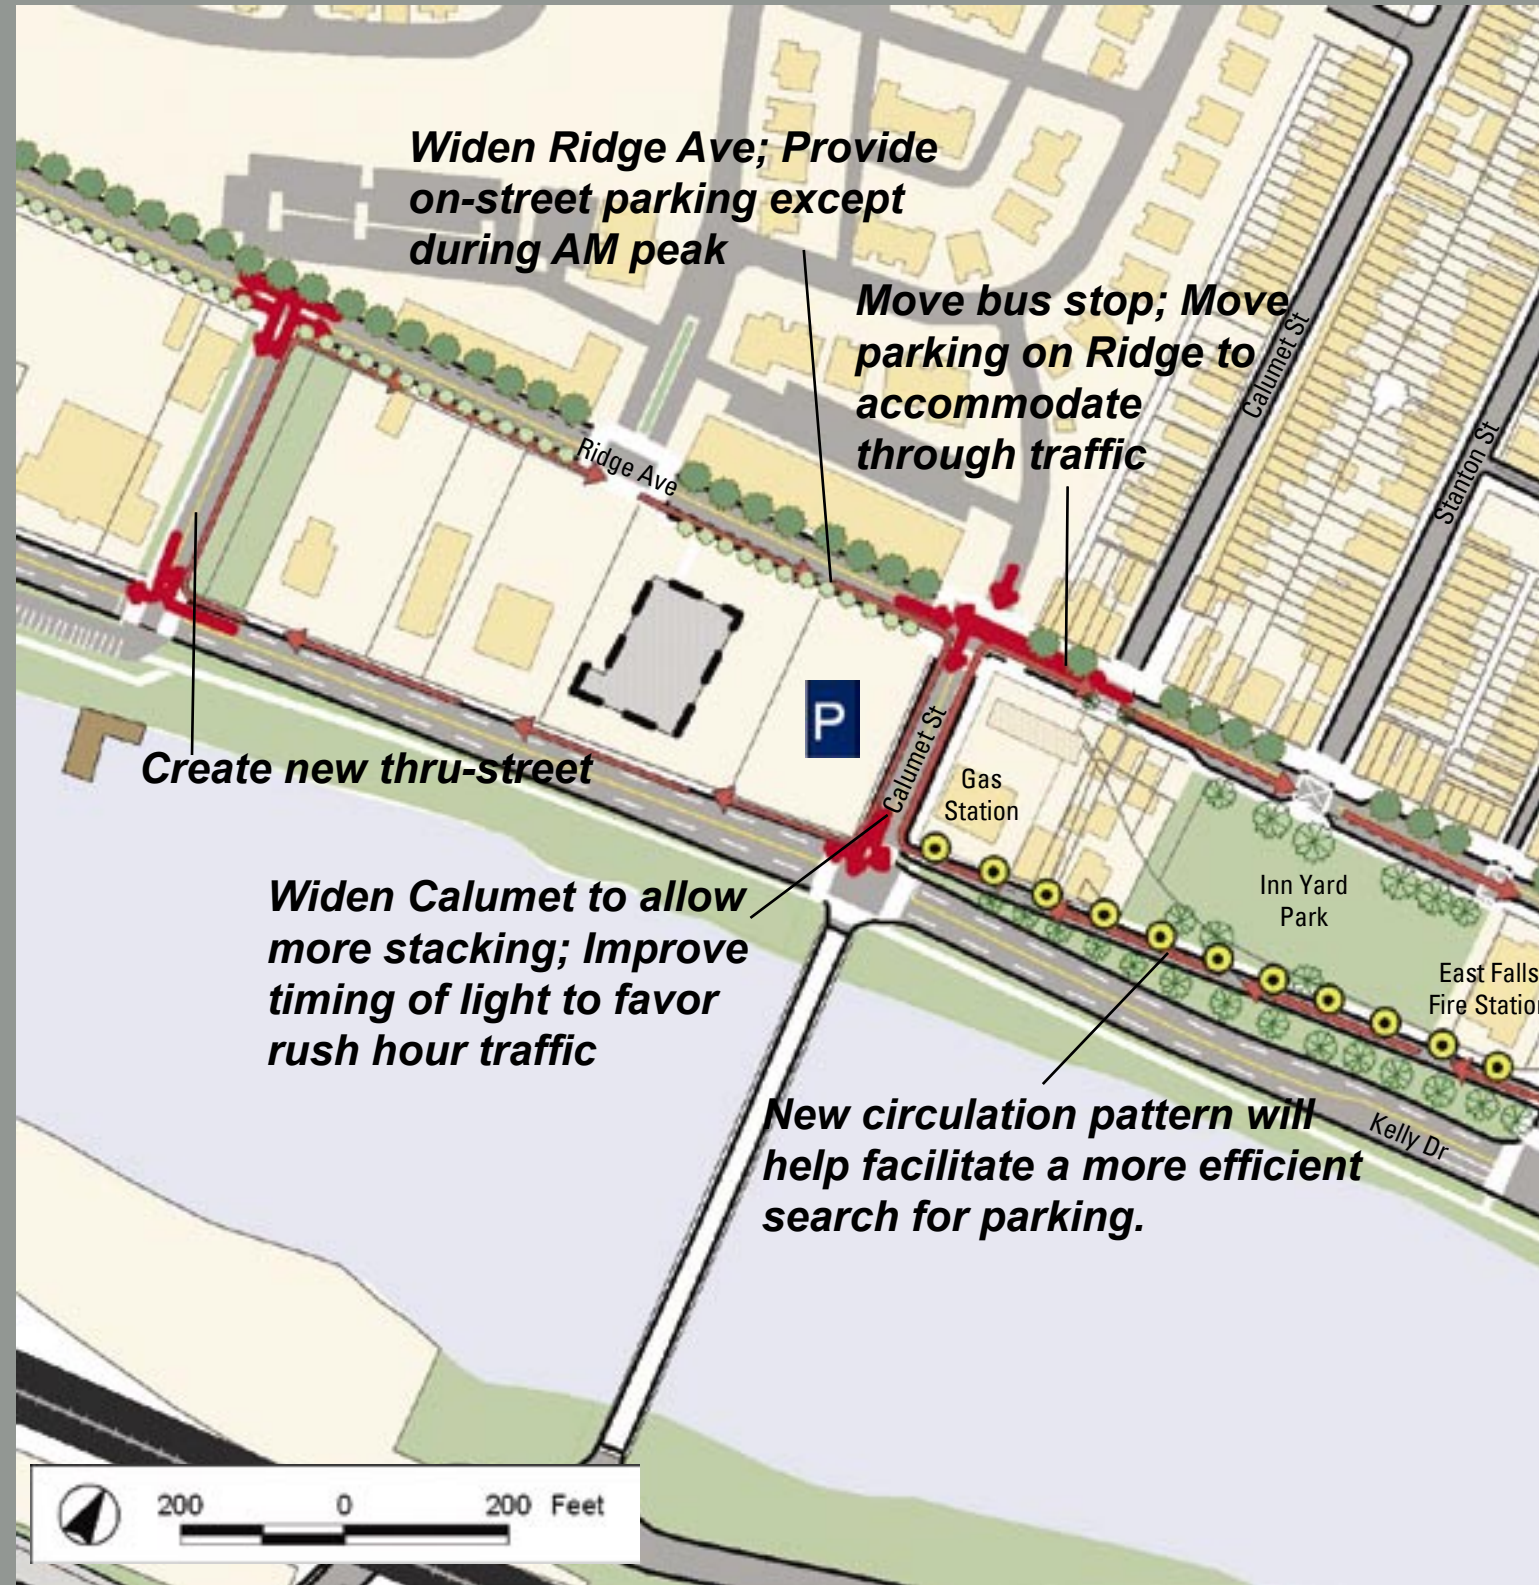 Widen Ridge Ave; Provide
on-street parking except
during AM peak
Move bus stop; Move
parking on Ridge to
accommodate
through traffic
Calumet St
Stanton St
Ridge Ave
P
Calumet St
Gas
Station
Create new thru-street
Inn Yard
Park
Widen Calumet to allow
more stacking; Improve
timing of light to favor
rush hour traffic
East Falls
Fire Station
New circulation pattern will
help facilitate a more efficient
search for parking.
Kelly Dr
200 0 200 Feet